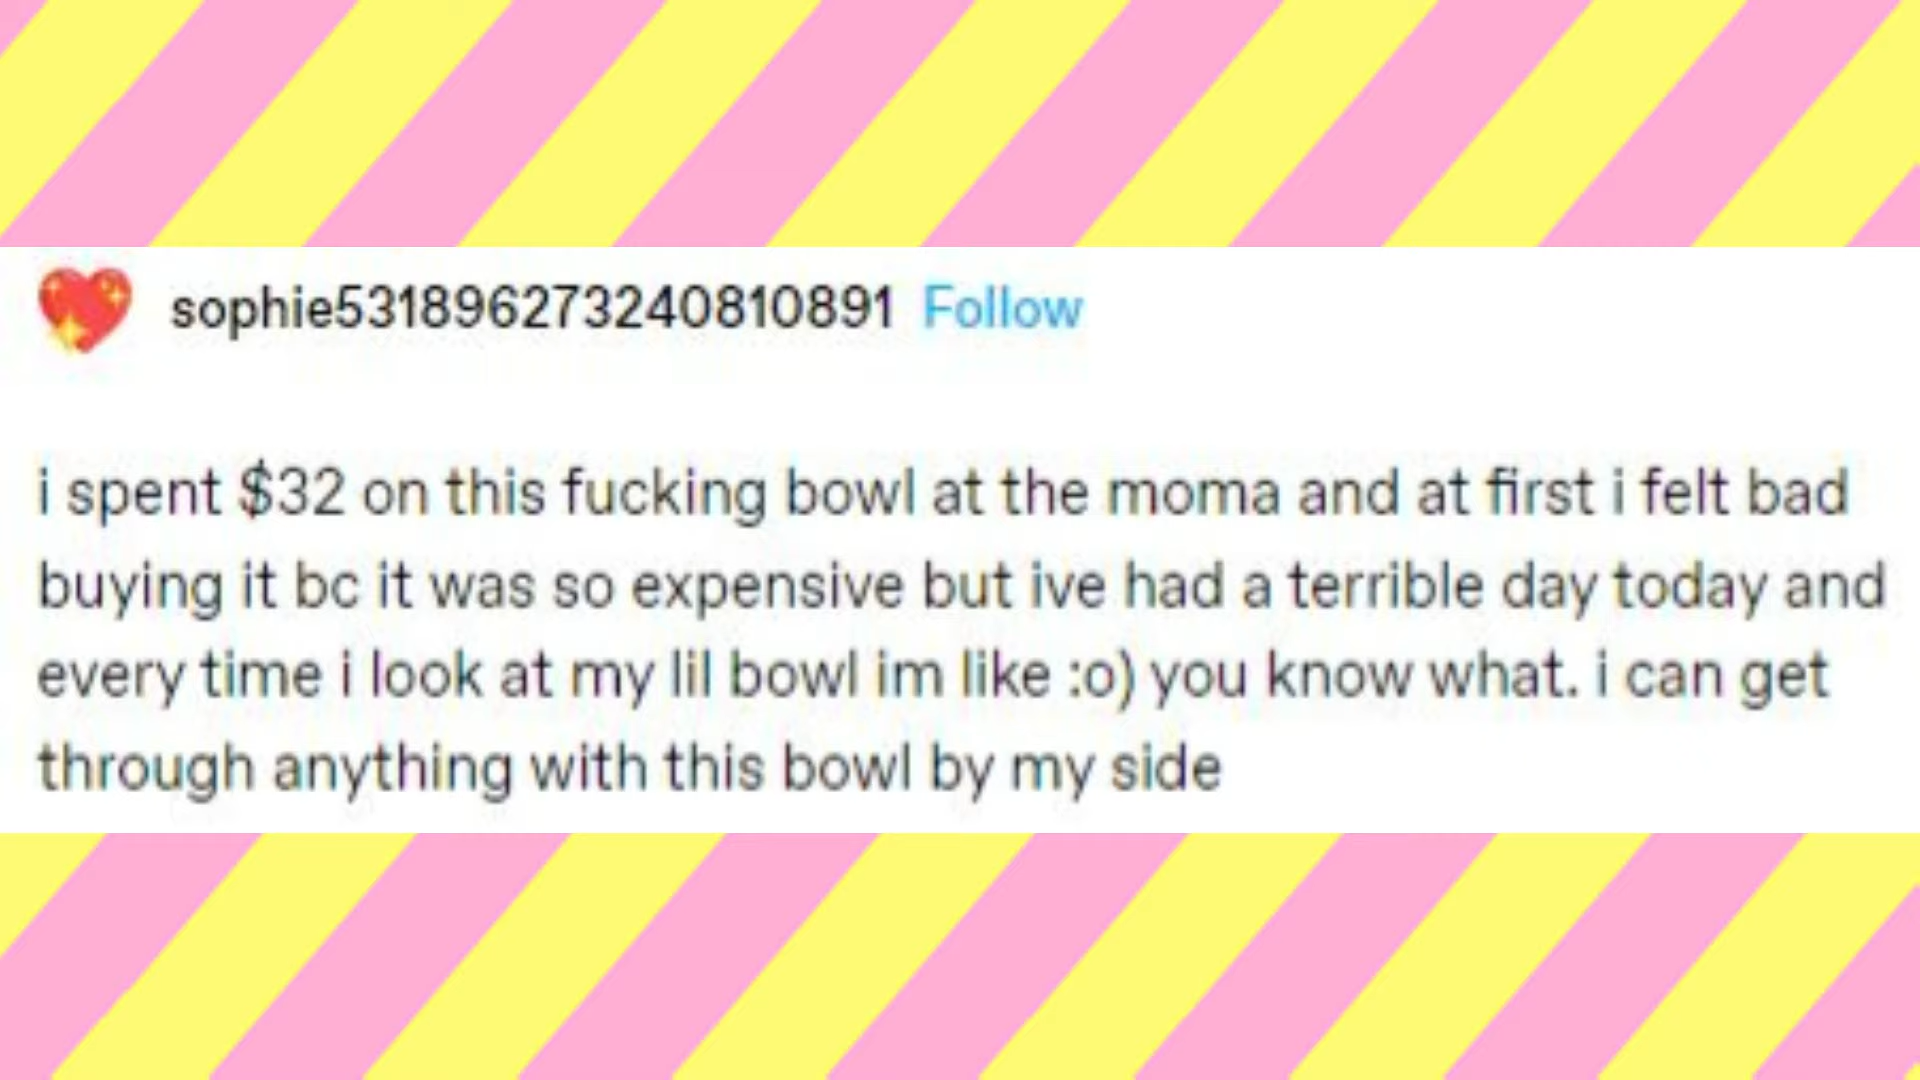 sophie531896273240810891 Follow
i spent $32 on this fucking bowl at the moma and at first i felt bad
buying it bc it was so expensive but ive had a terrible day today and
every time i look at my lil bowl im like :o) you know what. i can get
through anything with this bowl by my side